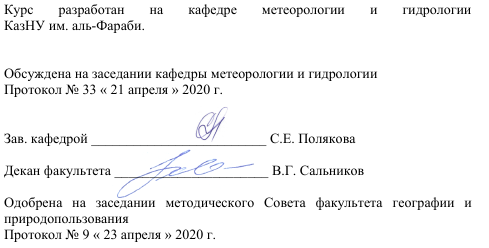 Курс разработан на кафедре метеорологии и гидрологии
КазНУ им. аль-Фараби.
Обсуждена на заседании кафедры метеорологии и гидрологии
Протокол № 33 « 21 апреля » 2020 г.
Зав. кафедрой __________________________ С.Е. Полякова
Декан факультета _______________________ В.Г. Сальников
Одобрена на заседании методического Совета факультета географии и
природопользования
Протокол № 9 « 23 апреля » 2020 г.